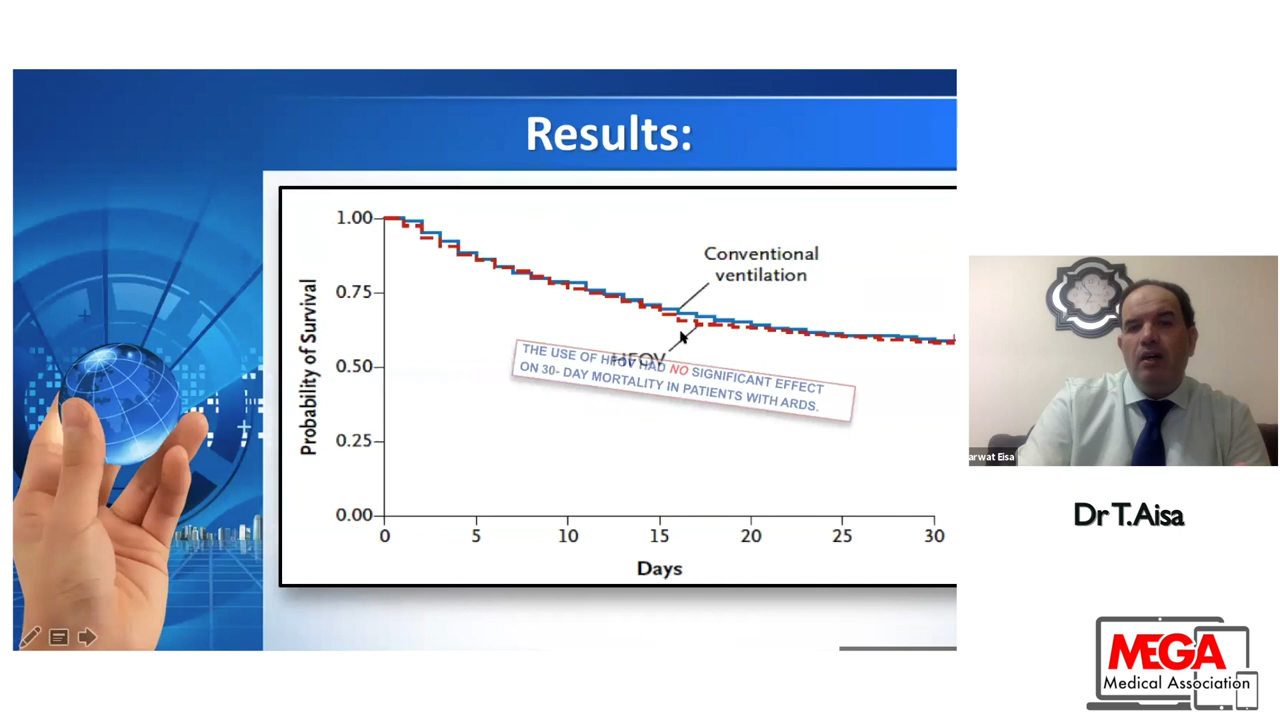 Results:
1.00
0.75
0.50
0.25
0.00
Probability of Survival
Conventional
ventilation
HFOV
THE USE OF HFOV HAD NO SIGNIFICANT EFFECT
ON 30- DAY MORTALITY IN PATIENTS WITH ARDS.
0 5 10 15 20 25 30
Days
arwat Eisa
Dr T.Aisa
MEGA
Medical Association